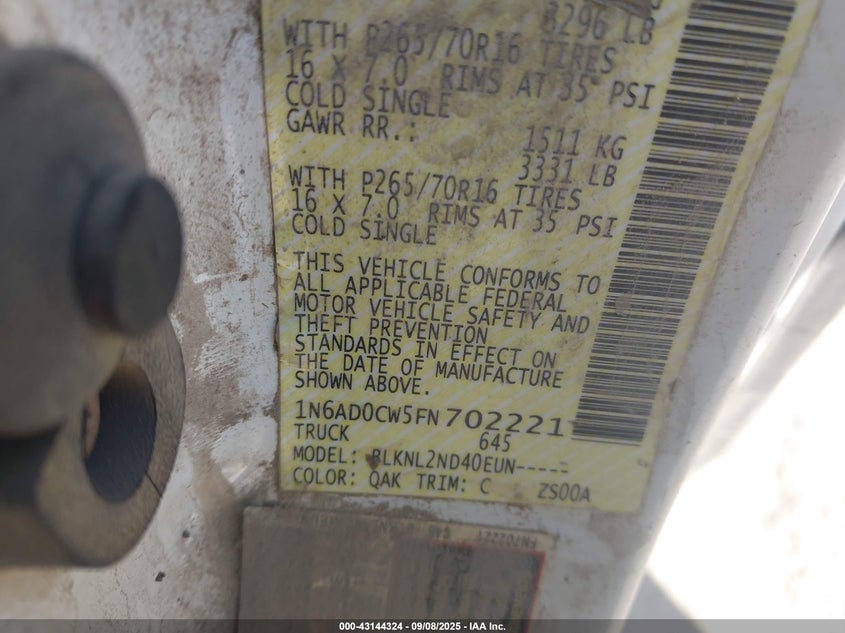 3296 LB
WITH P265/70R16 TIRES
16 X 7.0 RIMS AT 35 PSI
COLD SINGLE
GAWR RR.: 1511 KG
3331 LB
WITH P265/70R16 TIRES
16 X 7.0 RIMS AT 35 PSI
COLD SINGLE
THIS VEHICLE CONFORMS TO
ALL APPLICABLE FEDERAL
MOTOR VEHICLE SAFETY AND
THEFT PREVENTION
STANDARDS IN EFFECT ON
THE DATE OF MANUFACTURE
SHOWN ABOVE.
1N6AD0CW5FN702221
TRUCK 645
MODEL: BLKNL2ND40EUN-----
COLOR: QAK TRIM: C ZS00A
000-43144324 - 09/08/2025 - IAA Inc.